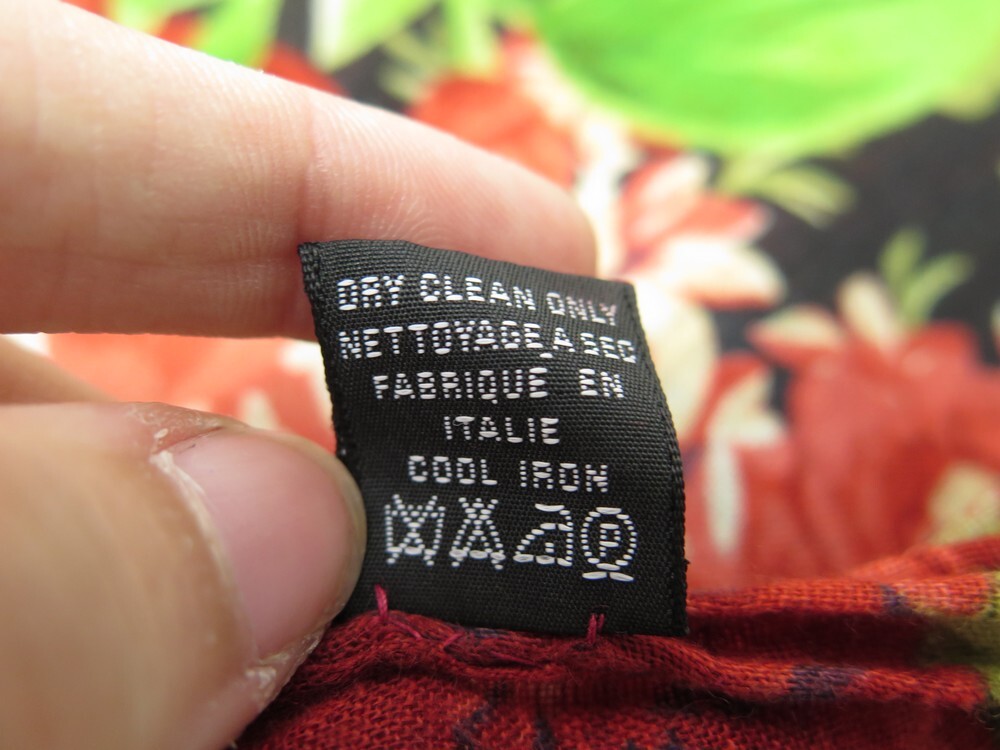 DRY CLEAN ONLY
NETTOYAGE A SEC
FABRIQUE EN
ITALIE
COOL IRON
P